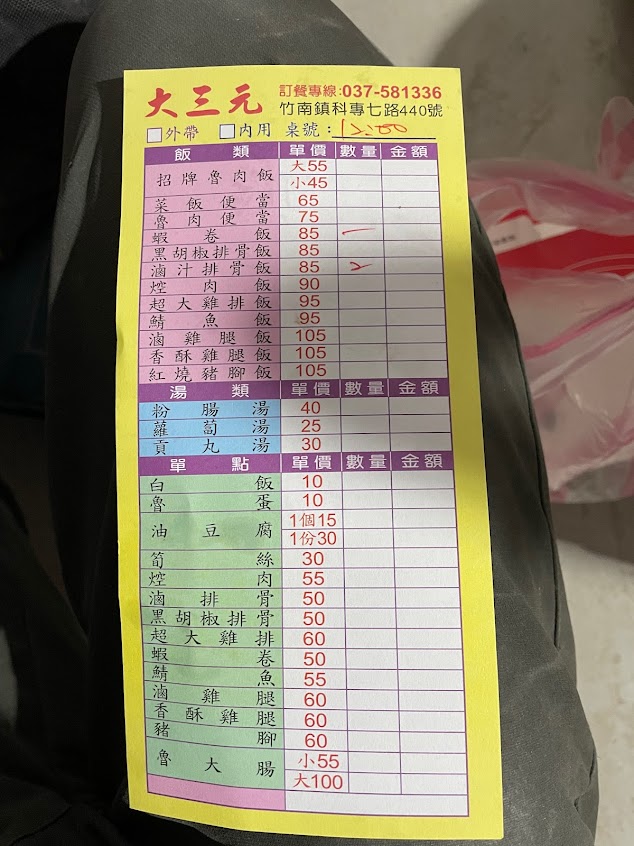 大三元 訂餐專線:037-581336
竹南鎮科專七路440號
外帶 內用 桌號:12:00
飯類 單價 數量 金額
招牌魯肉飯 大55
小45
菜飯便當 65
魯肉便當 75
蝦卷飯 85 一
黑胡椒排骨飯 85
滷汁排骨飯 85 2
焢肉飯 90
超大雞排飯 95
鯖魚飯 95
滷雞腿飯 105
香酥雞腿飯 105
紅燒豬腳飯 105
湯類 單價 數量 金額
粉腸湯 40
蘿蔔湯 25
貢丸湯 30
單點 單價 數量 金額
白飯 10
魯蛋 10
油豆腐 1個15
1份30
筍絲 30
焢肉 55
滷排骨 50
黑胡椒排骨 50
超大雞排 60
蝦卷 50
鯖魚 55
滷雞腿 60
香酥雞腿 60
豬腳 60
魯大腸 小55
大100